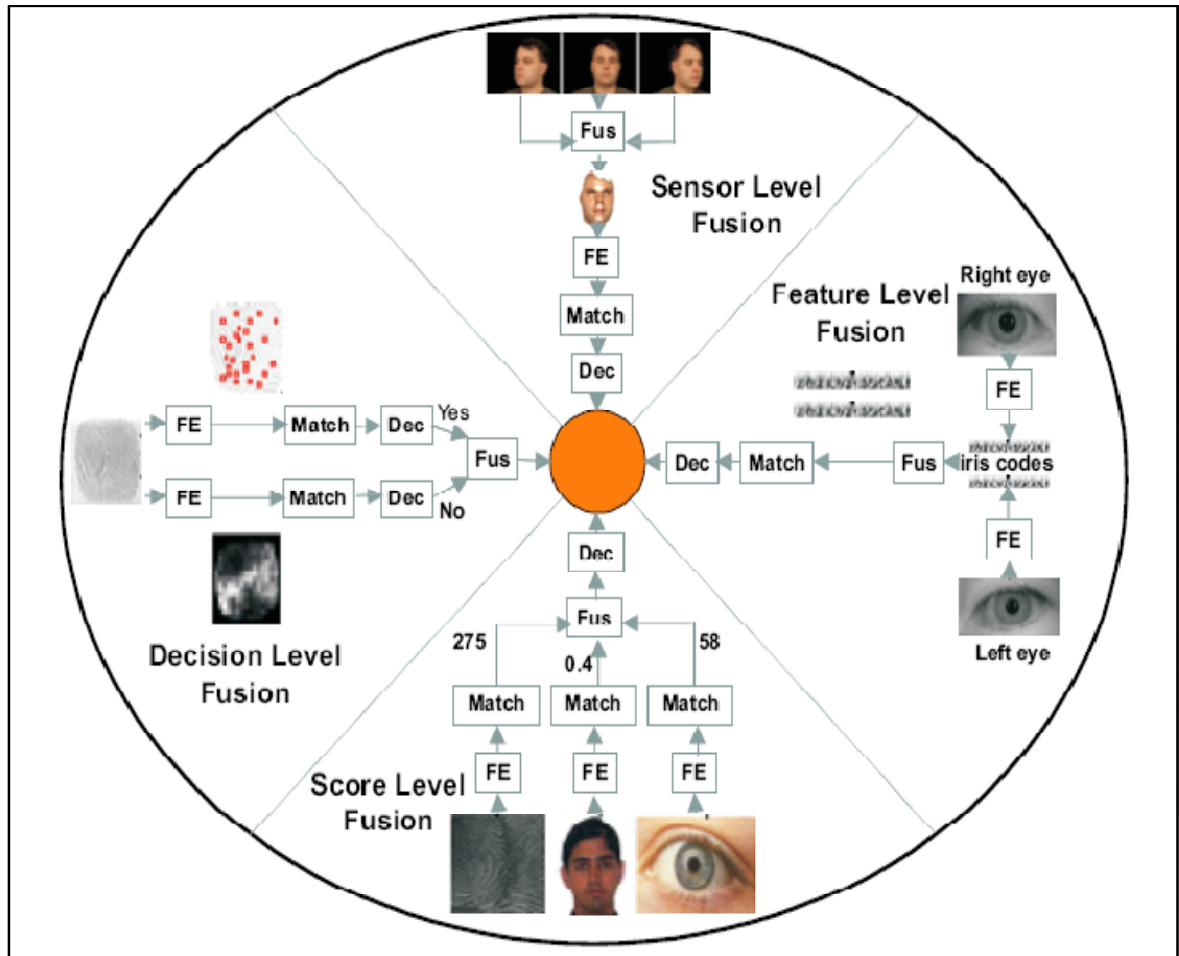 Fus
Sensor Level
Fusion
FE
Match
Dec
Right eye
Feature Level
Fusion
FE
Dec
Match
Fus
iris codes
FE
Left eye
FE
Match
Dec
Yes
Fus
FE
Match
Dec
No
Decision Level
Fusion
Dec
Fus
275
0.4
58
Match
Match
Match
FE
FE
FE
Score Level
Fusion